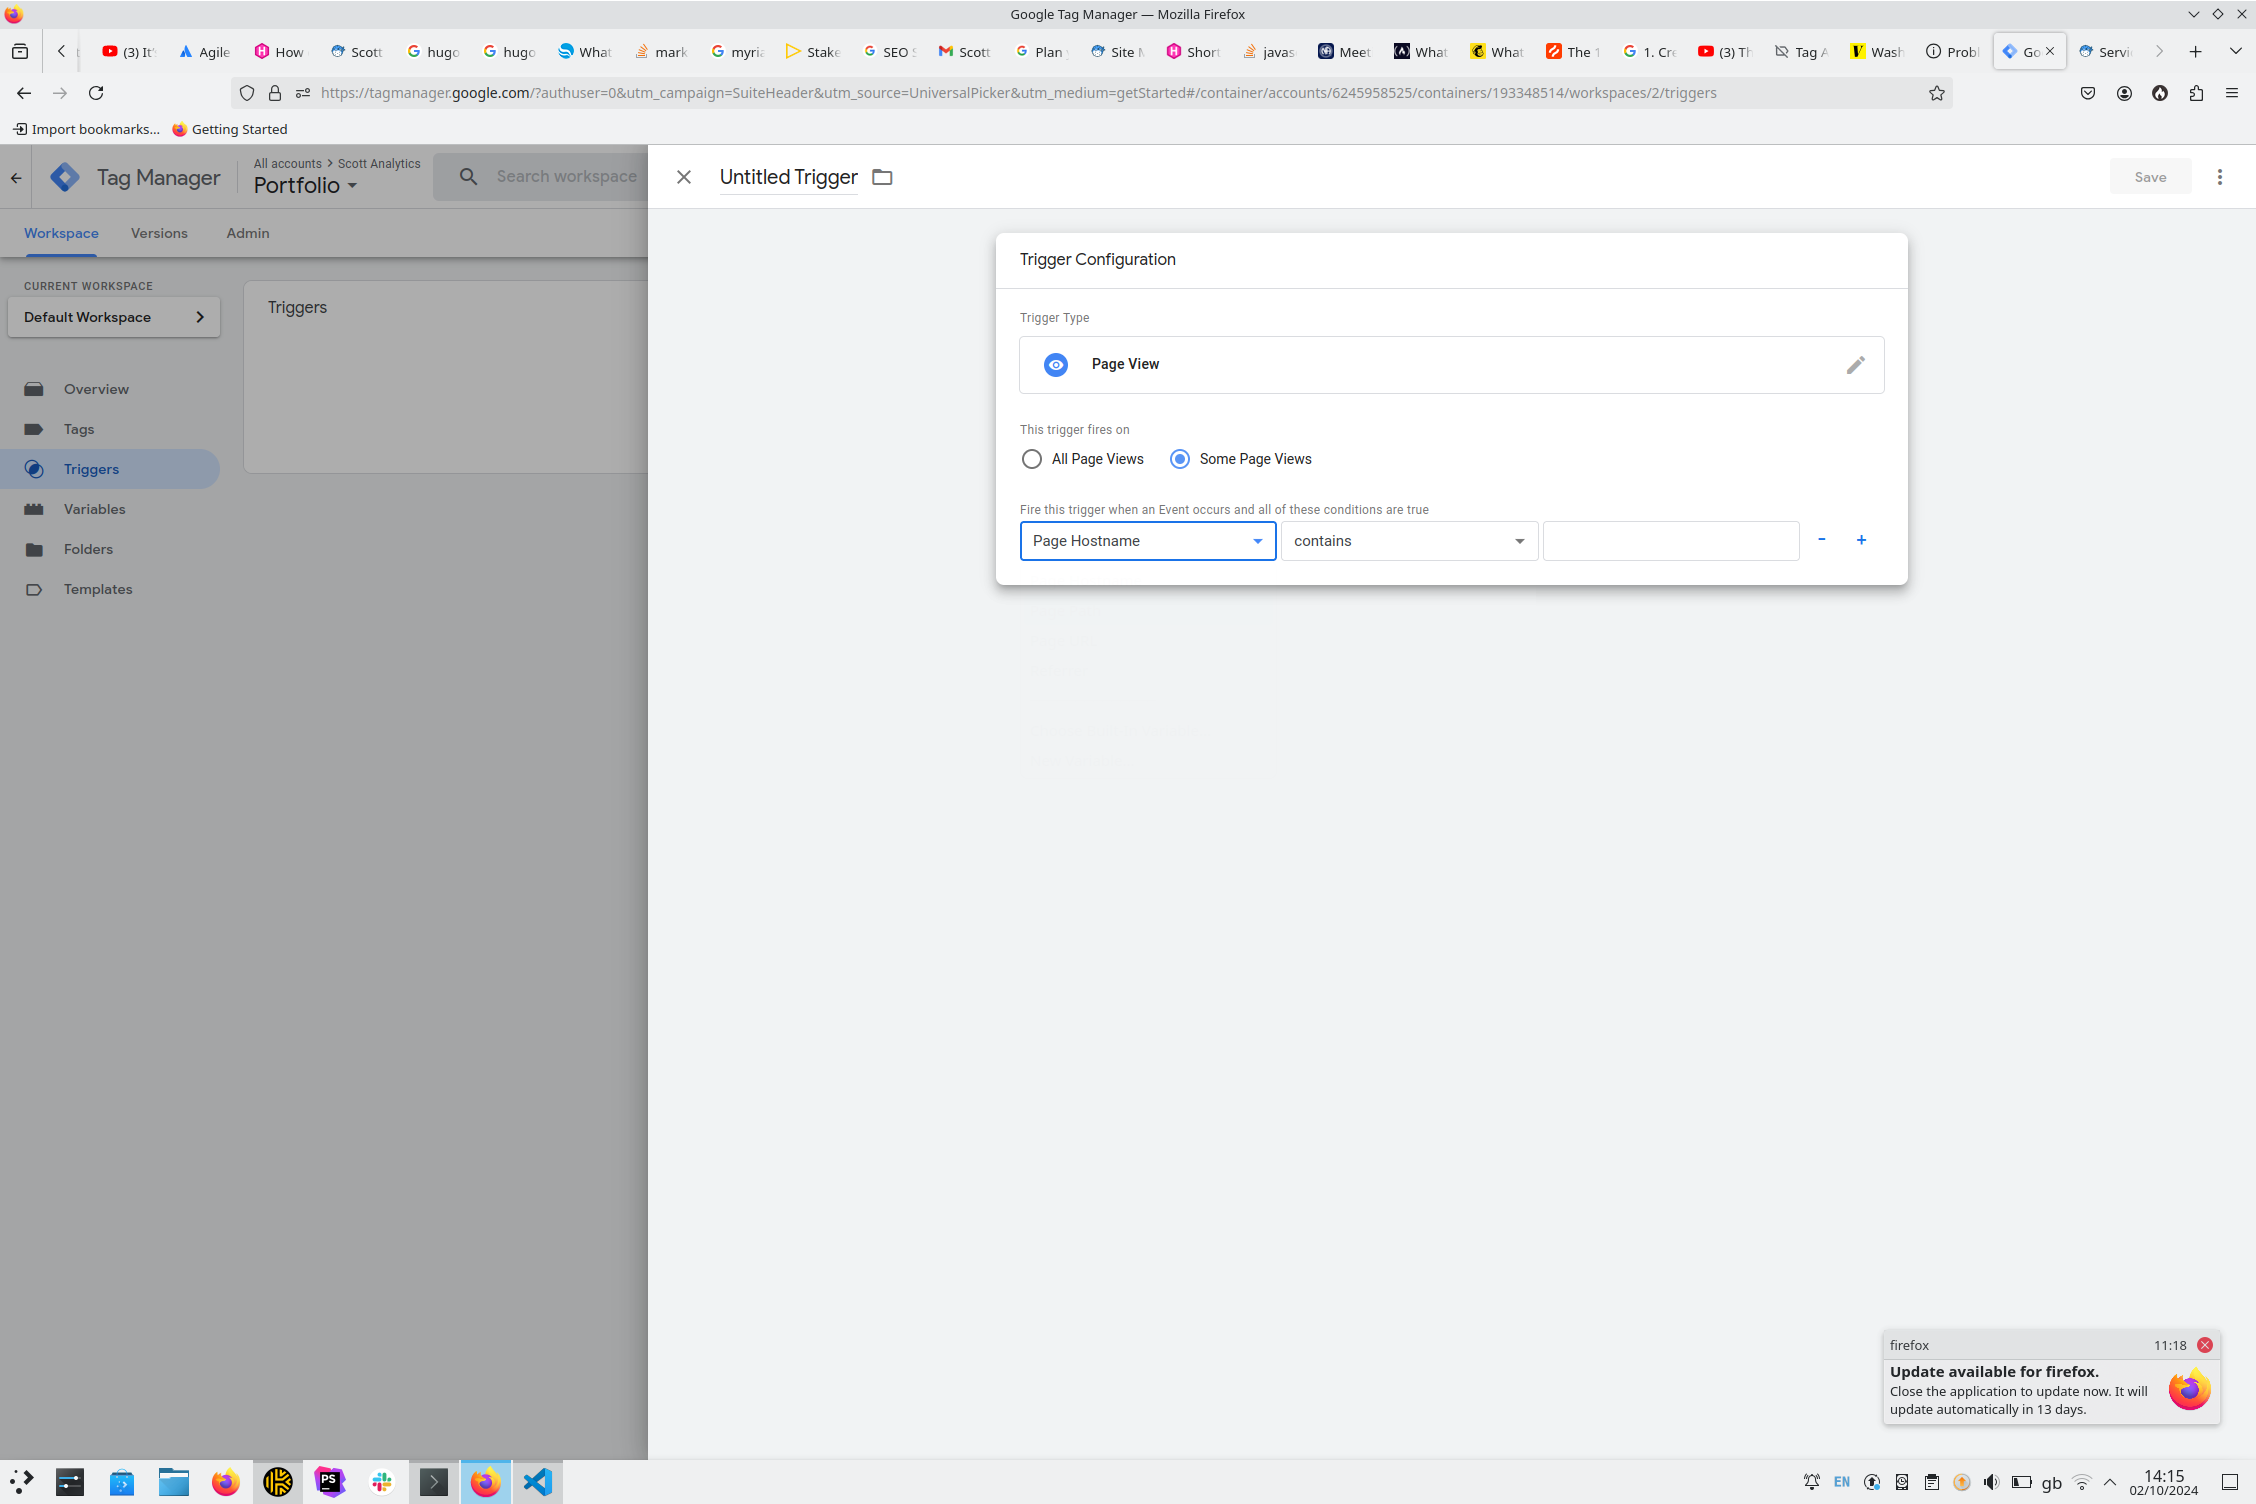 Google Tag Manager — Mozilla Firefox
(3) It'
Agile
How
Scott
hugo
hugo
What
mark
myria
Stake
SEO S
Scott
Plan y
Site M
Short
javas
Meet
What
What
The 1
1. Cre
(3) Th
Tag A
Wash
Probl
Go
Servi
https://tagmanager.google.com/?authuser=0&utm_campaign=SuiteHeader&utm_source=UniversalPicker&utm_medium=getStarted#/container/accounts/6245958525/containers/193348514/workspaces/2/triggers
Import bookmarks...
Getting Started
Tag Manager
All accounts > Scott Analytics
Portfolio
Search workspace
Untitled Trigger
Save
Workspace
Versions
Admin
CURRENT WORKSPACE
Default Workspace
Overview
Tags
Triggers
Variables
Folders
Templates
Triggers
Trigger Configuration
Trigger Type
Page View
This trigger fires on
All Page Views
Some Page Views
Fire this trigger when an Event occurs and all of these conditions are true
Page Hostname
contains
-
+
firefox
11:18
Update available for firefox.
Close the application to update now. It will
update automatically in 13 days.
PS
EN
gb
14:15
02/10/2024